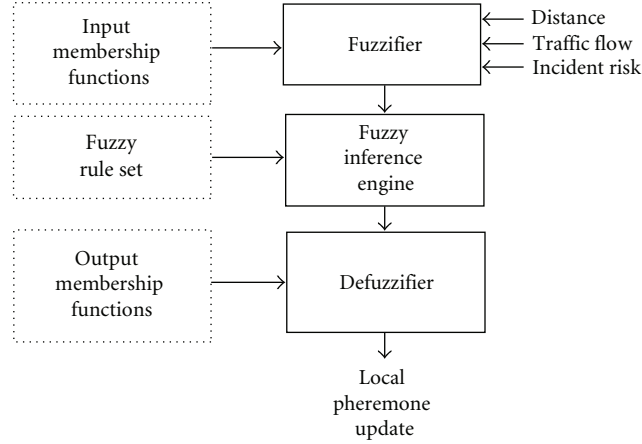 Input
membership
functions
Fuzzifier
Distance
Traffic flow
Incident risk
Fuzzy
rule set
Fuzzy
inference
engine
Output
membership
functions
Defuzzifier
Local
pheremone
update